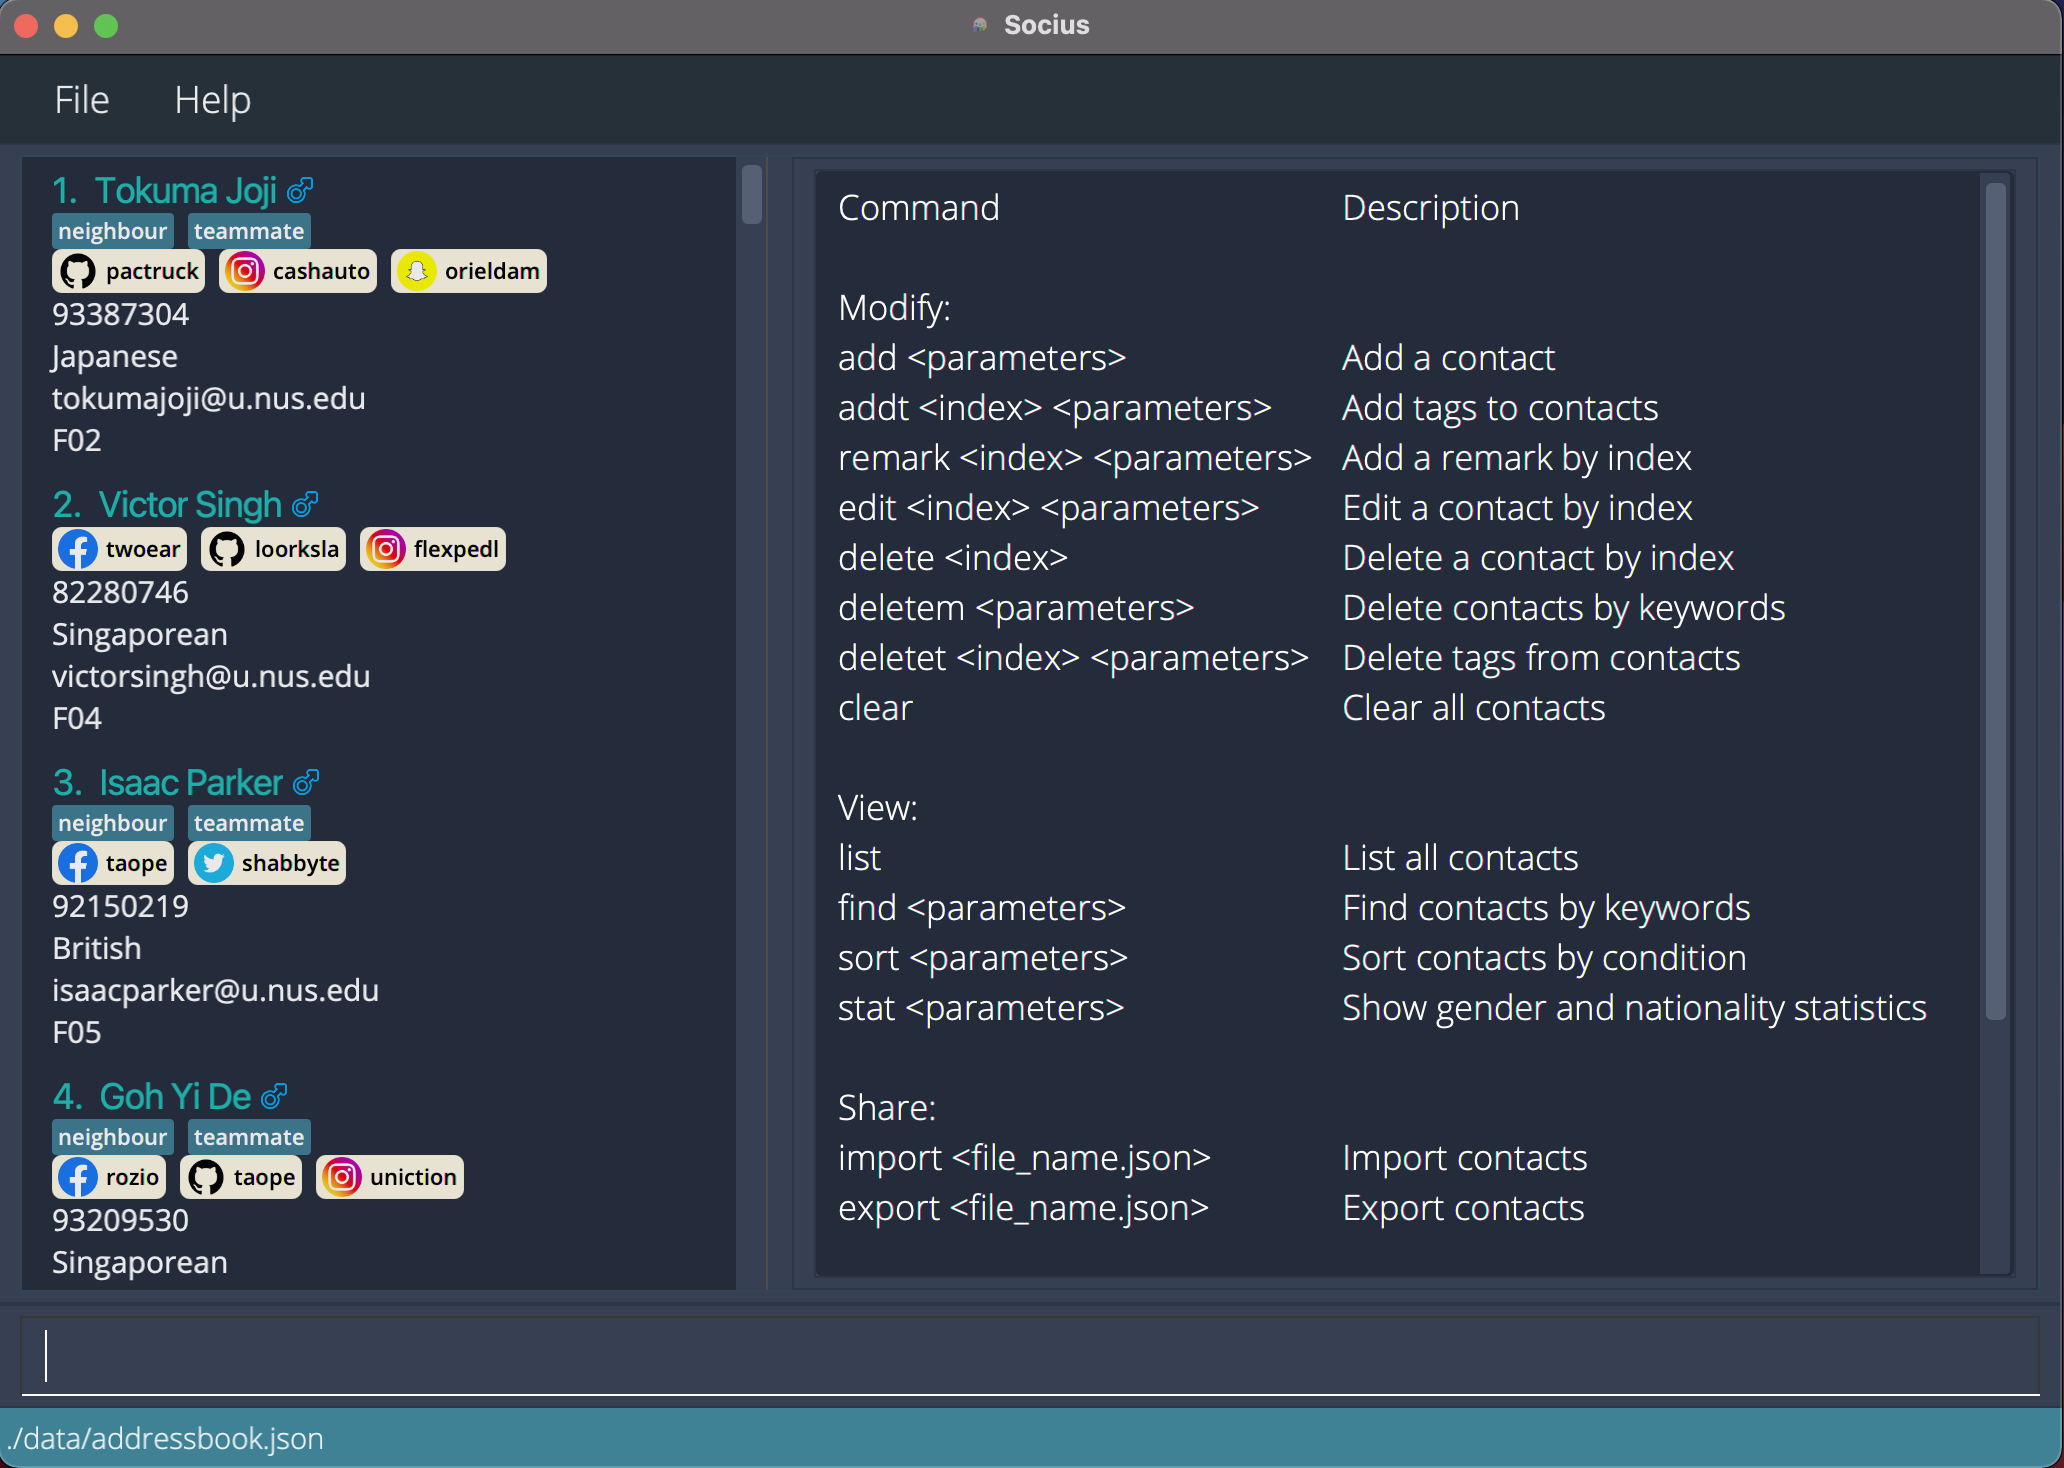 Socius
File Help
1. Tokuma Joji
neighbour teammate
pactruck cashauto orieldam
93387304
Japanese
tokumajoji@u.nus.edu
F02
2. Victor Singh
twoear loorksla flexpedl
82280746
Singaporean
victorsingh@u.nus.edu
F04
3. Isaac Parker
neighbour teammate
taope shabbyte
92150219
British
isaacparker@u.nus.edu
F05
4. Goh Yi De
neighbour teammate
rozio taope uniction
93209530
Singaporean
Command Description
Modify:
add <parameters> Add a contact
addt <index> <parameters> Add tags to contacts
remark <index> <parameters> Add a remark by index
edit <index> <parameters> Edit a contact by index
delete <index> Delete a contact by index
deletem <parameters> Delete contacts by keywords
deletet <index> <parameters> Delete tags from contacts
clear Clear all contacts
View:
list List all contacts
find <parameters> Find contacts by keywords
sort <parameters> Sort contacts by condition
stat <parameters> Show gender and nationality statistics
Share:
import <file_name.json> Import contacts
export <file_name.json> Export contacts
./data/addressbook.json